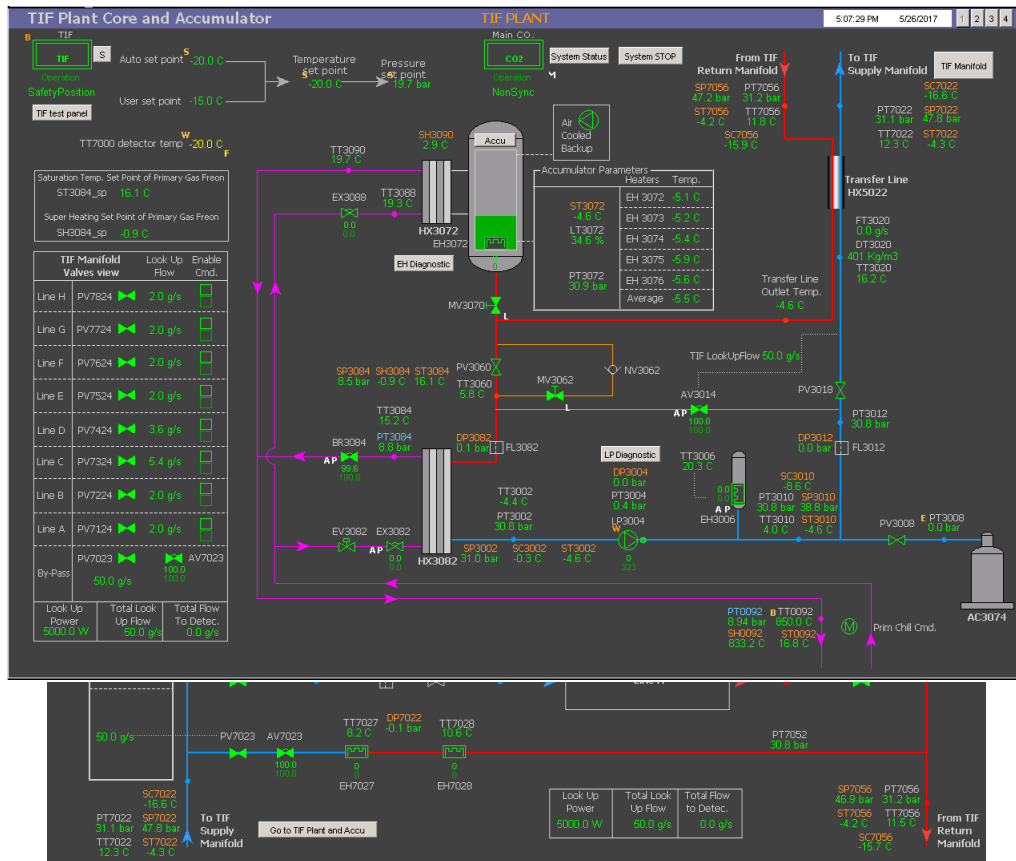 TIF Plant Core and Accumulator
TIF PLANT
5:07:29 PM 5/26/2017
1 2 3 4
B TIF
TIF
S
Operation
SafetyPosition
TIF test panel
Auto set point S -20.0 C
User set point -15.0 C
Temperature set point
S -20.0 C
Pressure set point
S 19.7 bar
Main CO2
CO2
Operation
M
NonSync
System Status
System STOP
From TIF
Return Manifold
To TIF
Supply Manifold
TIF Manifold
SP7056 PT7056
47.2 bar 31.2 bar
ST7056 TT7056
-4.2 C 11.8 C
SC7056
-15.9 C
SC7022
-16.6 C
PT7022 SP7022
31.1 bar 47.8 bar
TT7022 ST7022
12.3 C -4.3 C
TT7000 detector temp W -20.0 C F
Saturation Temp. Set Point of Primary Gas Freon
ST3084_sp 16.1 C
Super Heating Set Point of Primary Gas Freon
SH3084_sp -0.9 C
TIF Manifold Valves view
Look Up Flow
Enable Cmd.
Line H PV7824 2.0 g/s
Line G PV7724 2.0 g/s
Line F PV7624 2.0 g/s
Line E PV7524 2.0 g/s
Line D PV7424 3.6 g/s
Line C PV7324 5.4 g/s
Line B PV7224 2.0 g/s
Line A PV7124 2.0 g/s
By-Pass PV7023 AV7023
100.0
100.0
50.0 g/s
Look Up Power
Total Look Up Flow
Total Flow To Detec.
5000.0 W 50.0 g/s 0.0 g/s
TT3090
19.7 C
SH3090
2.9 C
EX3088
0.0
0.0
TT3088
19.3 C
HX3072
Accu
EH3072
0
0
EH Diagnostic
Air Cooled Backup
Accumulator Parameters
Heaters Temp.
ST3072
-4.6 C
LT3072
34.6 %
PT3072
30.9 bar
EH 3072 -5.1 C
EH 3073 -5.2 C
EH 3074 -5.4 C
EH 3075 -5.9 C
EH 3076 -5.6 C
Average -5.5 C
Transfer Line
HX5022
FT3020
0.0 g/s
DT3020
401 Kg/m3
TT3020
16.2 C
Transfer Line
Outlet Temp.
-4.6 C
MV3070
L
SP3084 SH3084 ST3084
8.5 bar -0.9 C 16.1 C
PV3060
TT3060
5.8 C
MV3062
L
NV3062
TIF LookUpFlow 50.0 g/s
AV3014
A P
100.0
100.0
PV3018
PT3012
30.8 bar
DP3012
0.0 bar
FL3012
TT3084
15.2 C
PT3084
8.8 bar
BR3084
A P
99.6
100.0
DP3082
0.1 bar
FL3082
LP Diagnostic
DP3004
0.0 bar
PT3004
0.4 bar
W
LP3004
0
323
TT3006
20.3 C
0.0
0.0
A P
EH3006
SC3010
-8.6 C
PT3010 SP3010
30.8 bar 38.8 bar
TT3010 ST3010
4.0 C -4.6 C
E PT3008
0.0 bar
PV3008
AC3074
TT3002
-4.4 C
PT3002
30.8 bar
SP3002 SC3002 ST3002
31.0 bar -0.3 C -4.6 C
EV3082
EX3082
A P
0.0
0.0
HX3082
PT0092 B TT0092
8.94 bar 850.0 C
SH0092 ST0092
833.2 C 16.8 C
M
Prim Chill Cmd.
50.0 g/s
PV7023
AV7023
100.0
100.0
TT7027
8.2 C
DP7022
-0.1 bar
TT7028
10.6 C
0
0
EH7027
0
0
EH7028
PT7052
30.8 bar
SC7022
-16.6 C
PT7022 SP7022
31.1 bar 47.8 bar
TT7022 ST7022
12.3 C -4.3 C
To TIF
Supply
Manifold
Go to TIF Plant and Accu
Look Up Power
Total Look Up Flow
Total Flow to Detec.
5000.0 W 50.0 g/s 0.0 g/s
SP7056 PT7056
46.9 bar 31.2 bar
ST7056 TT7056
-4.2 C 11.5 C
SC7056
-15.7 C
From TIF
Return
Manifold